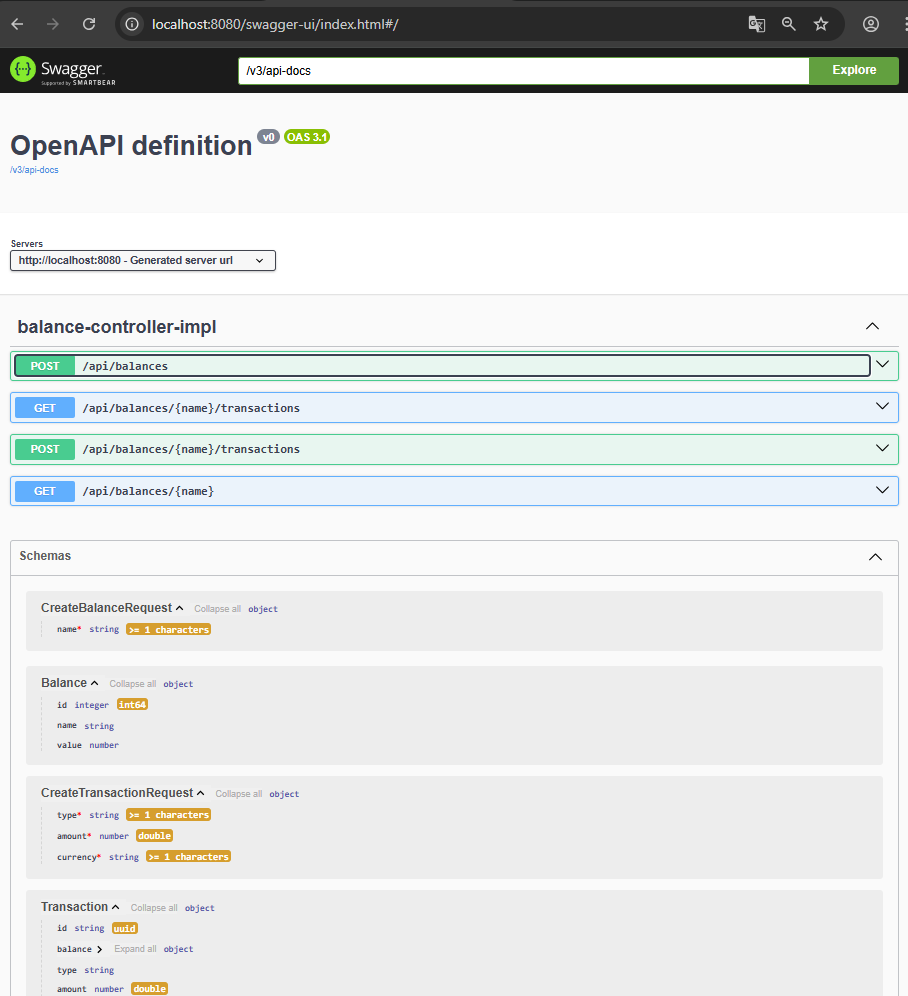 localhost:8080/swagger-ui/index.html#/
Swagger
Supported by SMARTBEAR
/v3/api-docs
Explore
OpenAPI definition v0 OAS 3.1
/v3/api-docs
Servers
http://localhost:8080 - Generated server url
balance-controller-impl
POST /api/balances
GET /api/balances/{name}/transactions
POST /api/balances/{name}/transactions
GET /api/balances/{name}
Schemas
CreateBalanceRequest Collapse all object
name* string >= 1 characters
Balance Collapse all object
id integer int64
name string
value number
CreateTransactionRequest Collapse all object
type* string >= 1 characters
amount* number double
currency* string >= 1 characters
Transaction Collapse all object
id string uuid
balance Expand all object
type string
amount number double